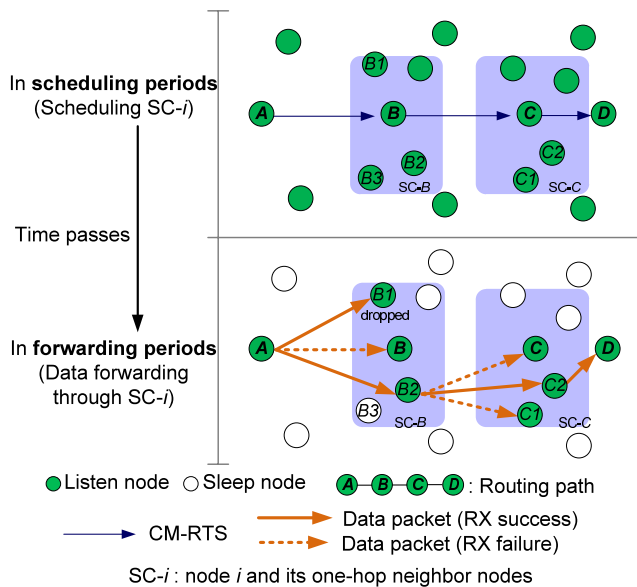 In scheduling periods
(Scheduling SC-i)
B1
A
B
C
D
B2
C2
B3
C1
SC-B
SC-C
Time passes
B1
dropped
In forwarding periods
(Data forwarding
through SC-i)
A
B
C
D
B2
C2
B3
C1
SC-B
SC-C
Listen node
Sleep node
A B C D : Routing path
CM-RTS
Data packet (RX success)
Data packet (RX failure)
SC-i : node i and its one-hop neighbor nodes